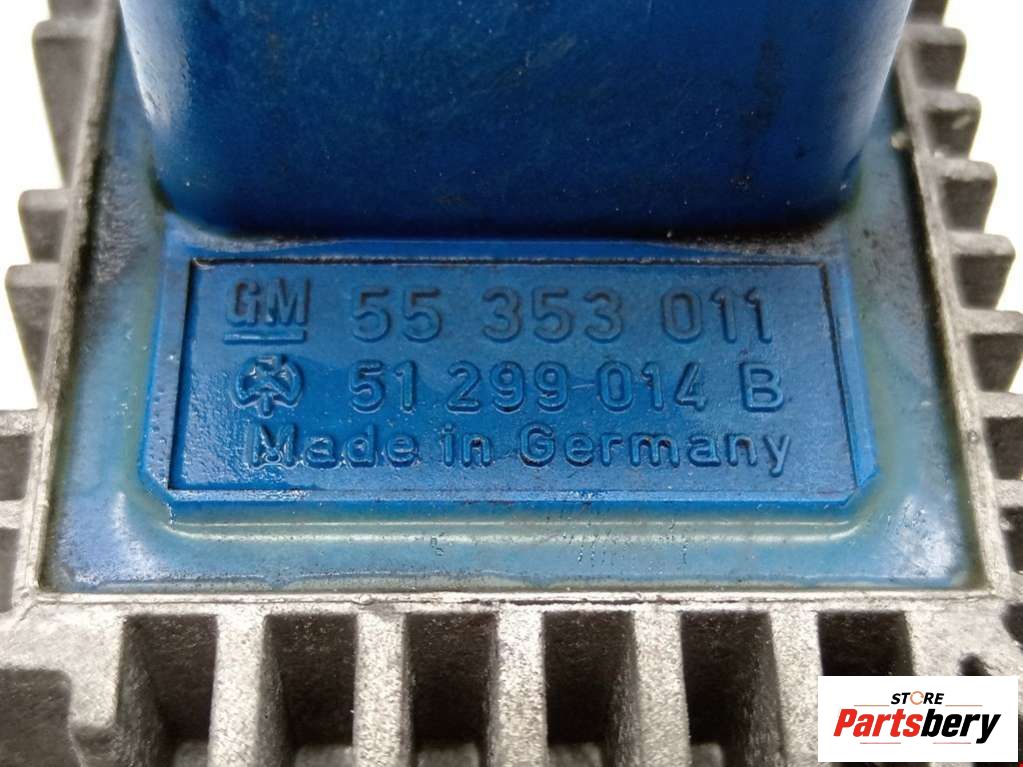 GM 55 353 011
51 299 014 B
Made in Germany
STORE
Partsbery